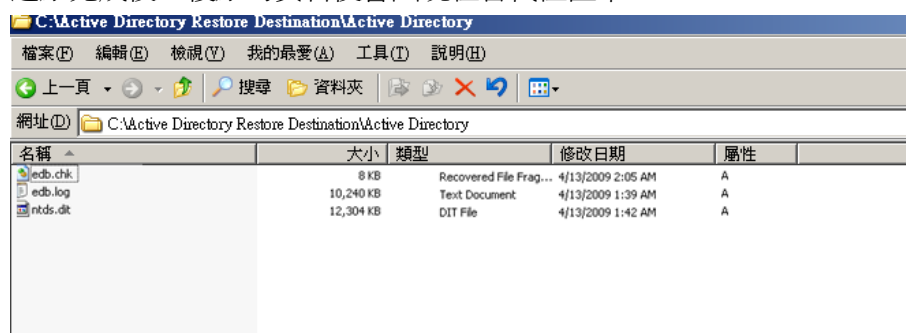 C:\Active Directory Restore Destination\Active Directory
檔案(F) 編輯(E) 檢視(V) 我的最愛(A) 工具(T) 說明(H)
上一頁 搜尋 資料夾
網址(D) C:\Active Directory Restore Destination\Active Directory
名稱 大小 類型 修改日期 屬性
edb.chk 8 KB Recovered File Frag... 4/13/2009 2:05 AM A
edb.log 10,240 KB Text Document 4/13/2009 1:39 AM A
ntds.dit 12,304 KB DIT File 4/13/2009 1:42 AM A